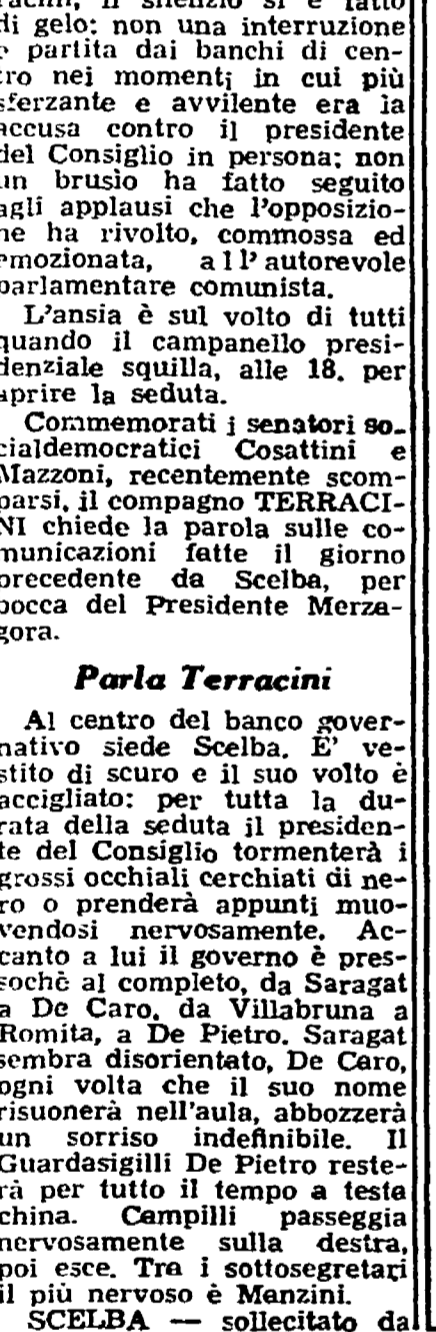 racini, il silenzio si è fatto
di gelo: non una interruzione
è partita dai banchi di cen-
tro nei momenti in cui più
sferzante e avvilente era la
accusa contro il presidente
del Consiglio in persona; non
un brusìo ha fatto seguito
agli applausi che l'opposizio-
ne ha rivolto, commossa ed
emozionata, all'autorevole
parlamentare comunista.
L'ansia è sul volto di tutti
quando il campanello presi-
denziale squilla, alle 18, per
aprire la seduta.
Commemorati i senatori so-
cialdemocratici Cosattini e
Mazzoni, recentemente scom-
parsi, il compagno TERRACI-
NI chiede la parola sulle co-
municazioni fatte il giorno
precedente da Scelba, per
bocca del Presidente Merza-
gora.
Parla Terracini
Al centro del banco gover-
nativo siede Scelba. E' ve-
stito di scuro e il suo volto è
accigliato: per tutta la du-
rata della seduta il presiden-
te del Consiglio tormenterà i
grossi occhiali cerchiati di ne-
ro o prenderà appunti muo-
vendosi nervosamente. Ac-
canto a lui il governo è pres-
sochè al completo, da Saragat
a De Caro, da Villabruna a
Romita, a De Pietro. Saragat
sembra disorientato, De Caro,
ogni volta che il suo nome
risuonerà nell'aula, abbozzerà
un sorriso indefinibile. Il
Guardasigilli De Pietro reste-
rà per tutto il tempo a testa
china. Campilli passeggia
nervosamente sulla destra,
poi esce. Tra i sottosegretari
il più nervoso è Manzini.
SCELBA — sollecitato da